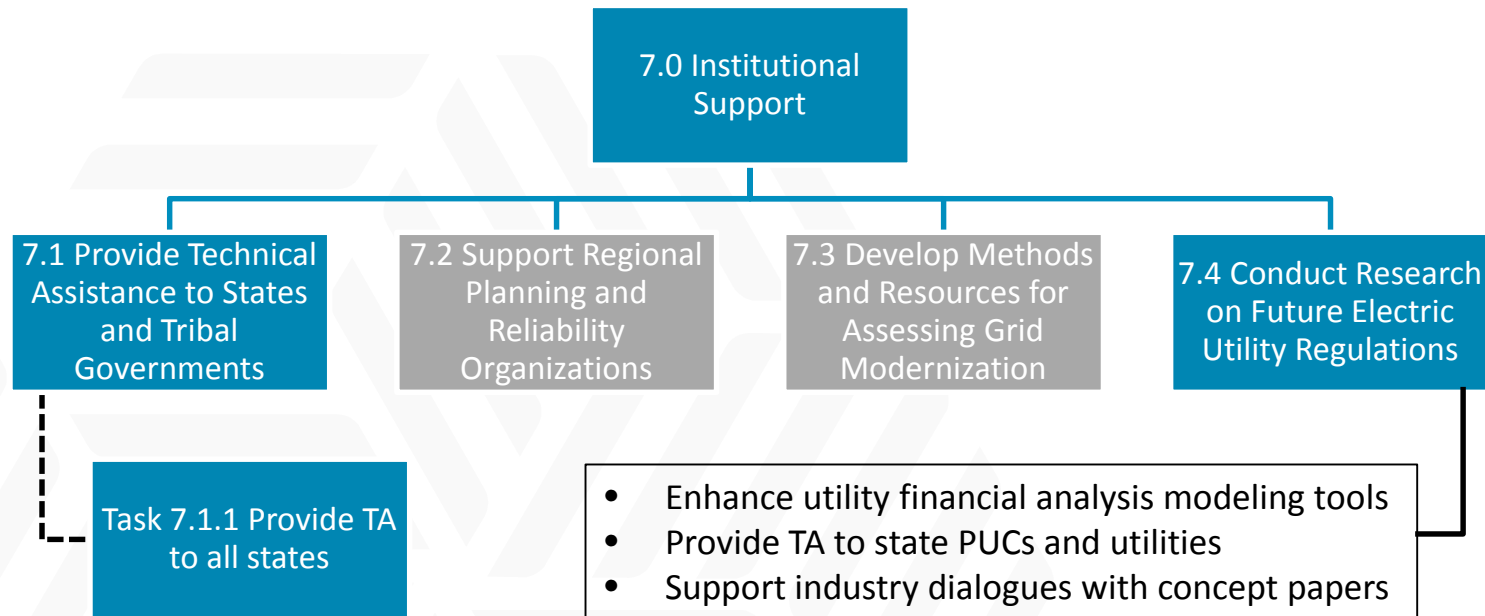 7.0 Institutional
Support
7.1 Provide Technical
Assistance to States
and Tribal
Governments
7.2 Support Regional
Planning and
Reliability
Organizations
7.3 Develop Methods
and Resources for
Assessing Grid
Modernization
7.4 Conduct Research
on Future Electric
Utility Regulations
Task 7.1.1 Provide TA
to all states
• Enhance utility financial analysis modeling tools
• Provide TA to state PUCs and utilities
• Support industry dialogues with concept papers